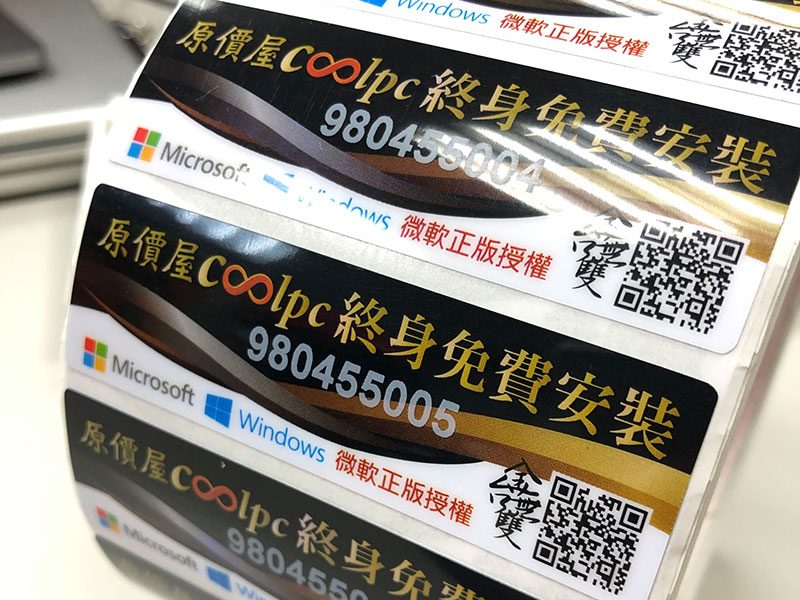 Windows 微軟正版授權
原價屋coolpc 終身免費安裝
980455004
Microsoft Windows 微軟正版授權
原價屋coolpc 終身免費安裝
980455005
Microsoft Windows 微軟正版授權
原價屋coolpc 終身免費
9804550
Microsoft